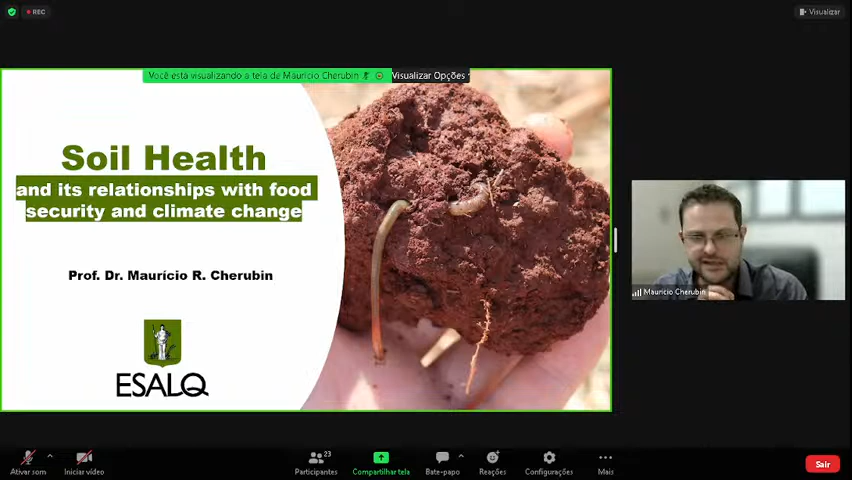 REC
Visualizar
Você está visualizando a tela de Maurício Cherubin
Visualizar Opções
Soil Health
and its relationships with food
security and climate change
Prof. Dr. Maurício R. Cherubin
ESALQ
Maurício Cherubin
Ativar som
Iniciar vídeo
23
Participantes
Compartilhar tela
Bate-papo
Reações
Configurações
Mais
Sair